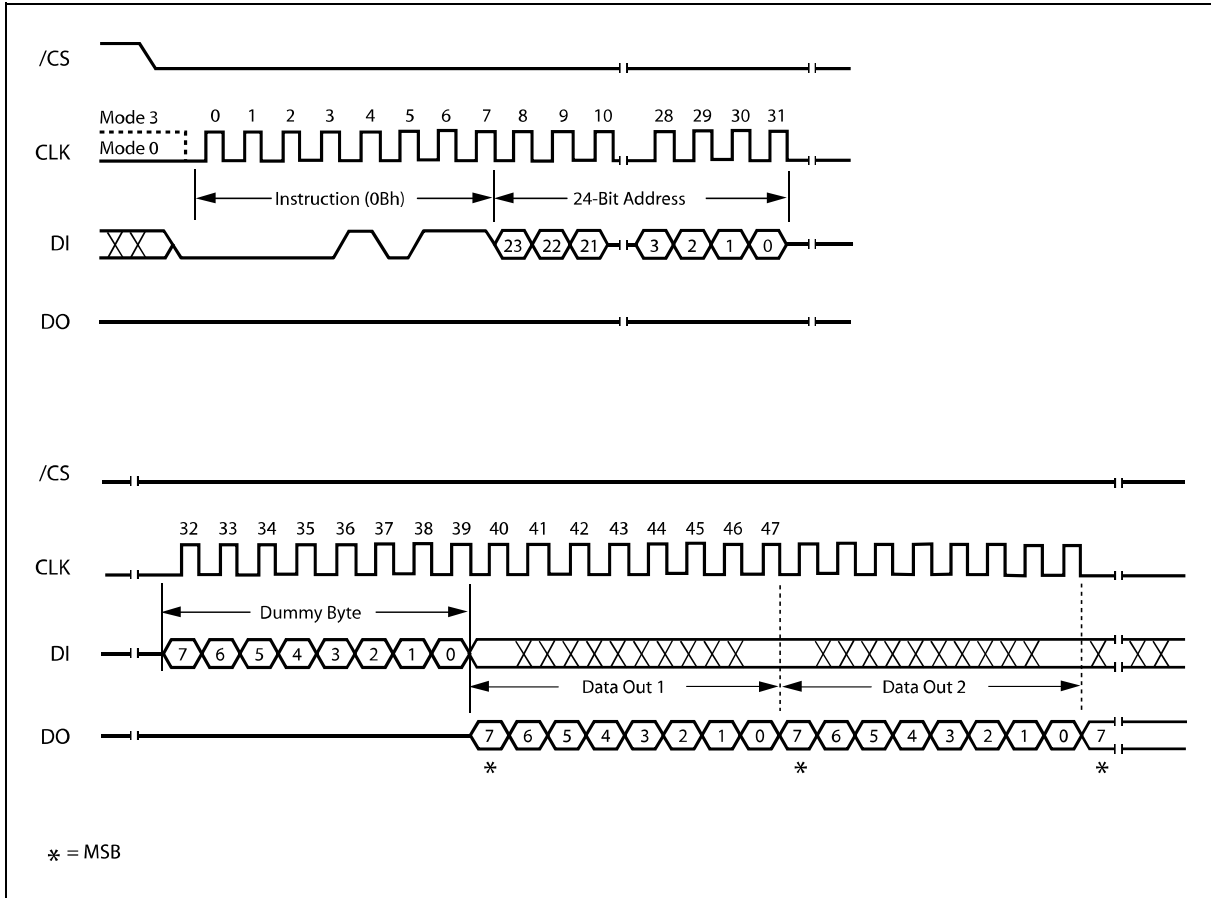 /CS
Mode 3
0 1 2 3 4 5 6 7 8 9 10 28 29 30 31
CLK
Mode 0
Instruction (0Bh) 24-Bit Address
DI
23 22 21 3 2 1 0
DO
/CS
32 33 34 35 36 37 38 39 40 41 42 43 44 45 46 47
CLK
Dummy Byte
DI
7 6 5 4 3 2 1 0
Data Out 1 Data Out 2
DO
7 6 5 4 3 2 1 0 7 6 5 4 3 2 1 0 7
* * *
* = MSB